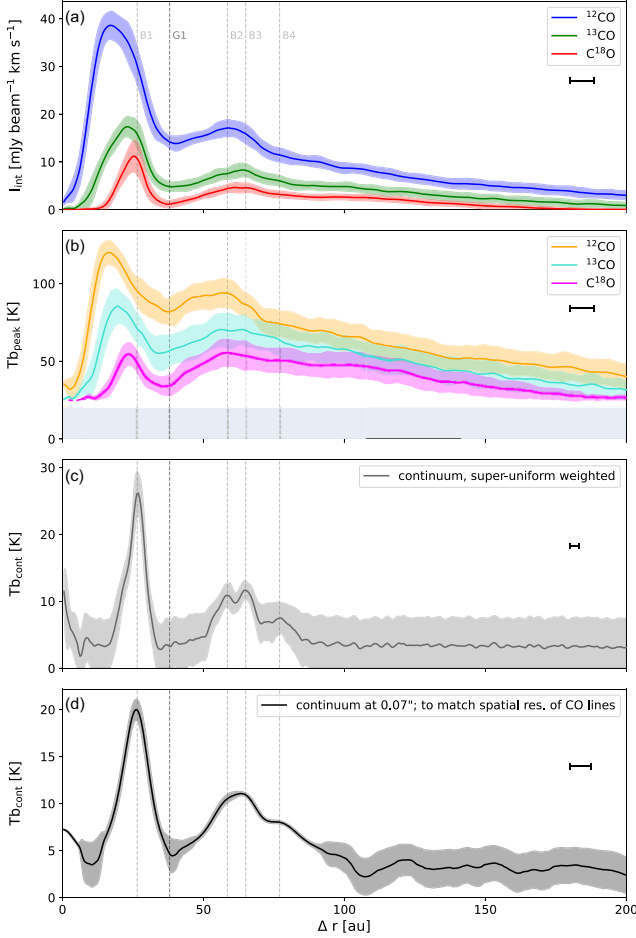 (a)
B1
G1
B2
B3
B4
¹²CO
¹³CO
C¹⁸O
40
30
20
10
0
I_int [mJy beam⁻¹ km s⁻¹]
(b)
¹²CO
¹³CO
C¹⁸O
100
50
0
Tb_peak [K]
(c)
continuum, super-uniform weighted
30
20
10
0
Tb_cont [K]
(d)
continuum at 0.07"; to match spatial res. of CO lines
20
15
10
5
0
Tb_cont [K]
0 50 100 150 200
Δ r [au]